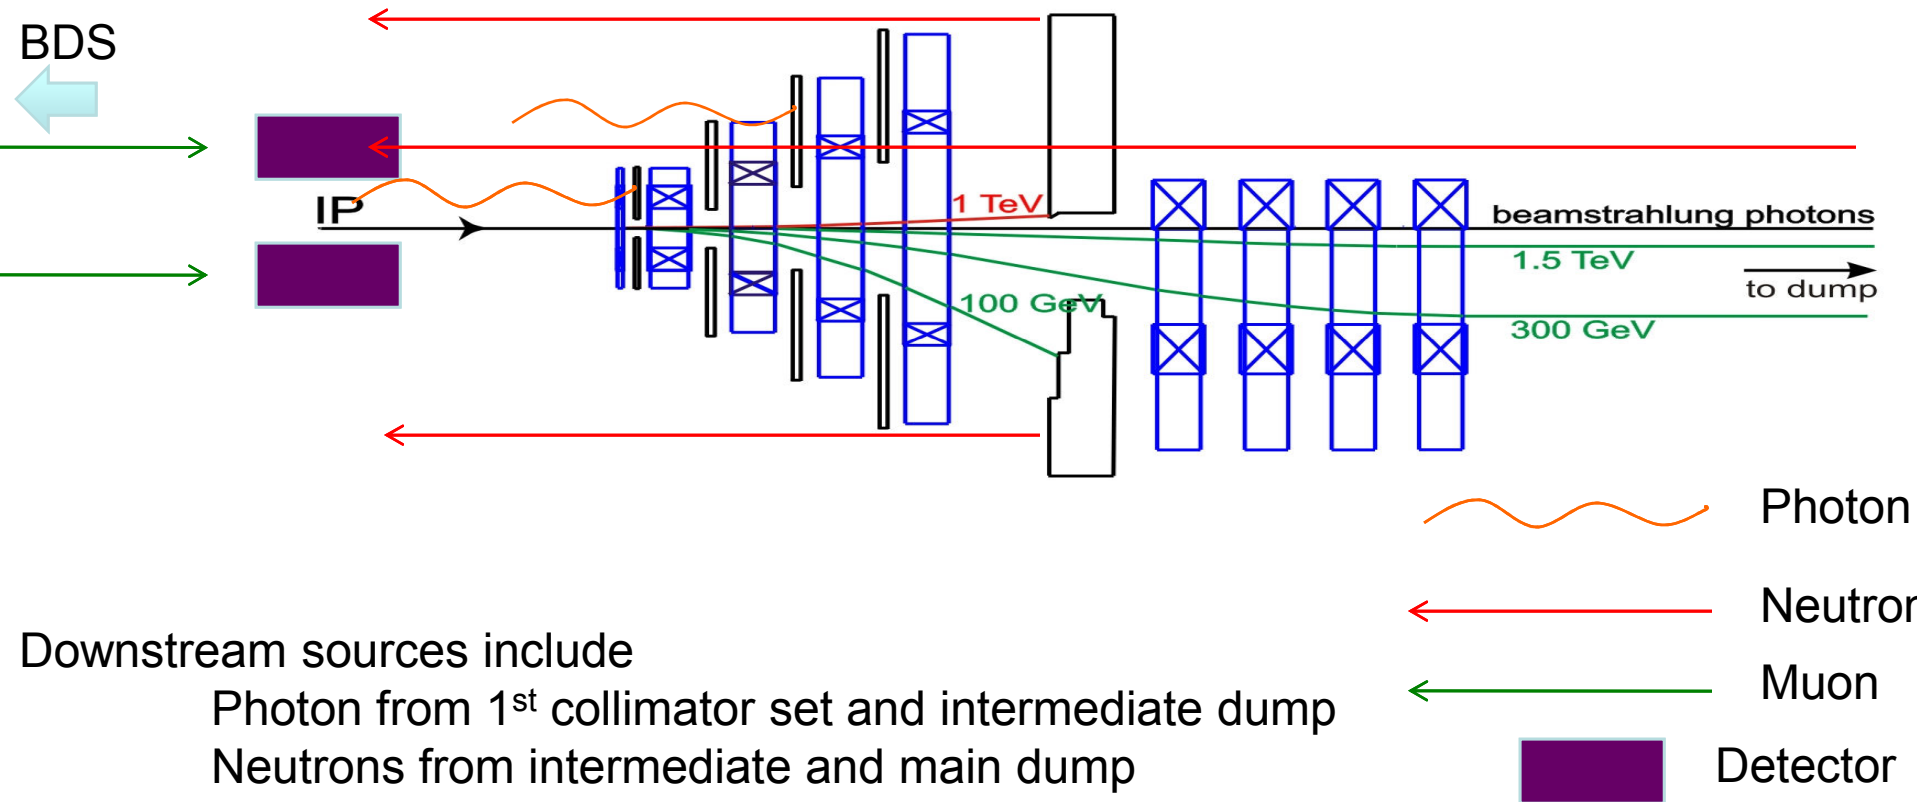 BDS
IP
1 TeV
beamstrahlung photons
1.5 TeV
to dump
100 GeV
300 GeV
Photon
Neutron
Muon
Detector
Downstream sources include
Photon from 1st collimator set and intermediate dump
Neutrons from intermediate and main dump